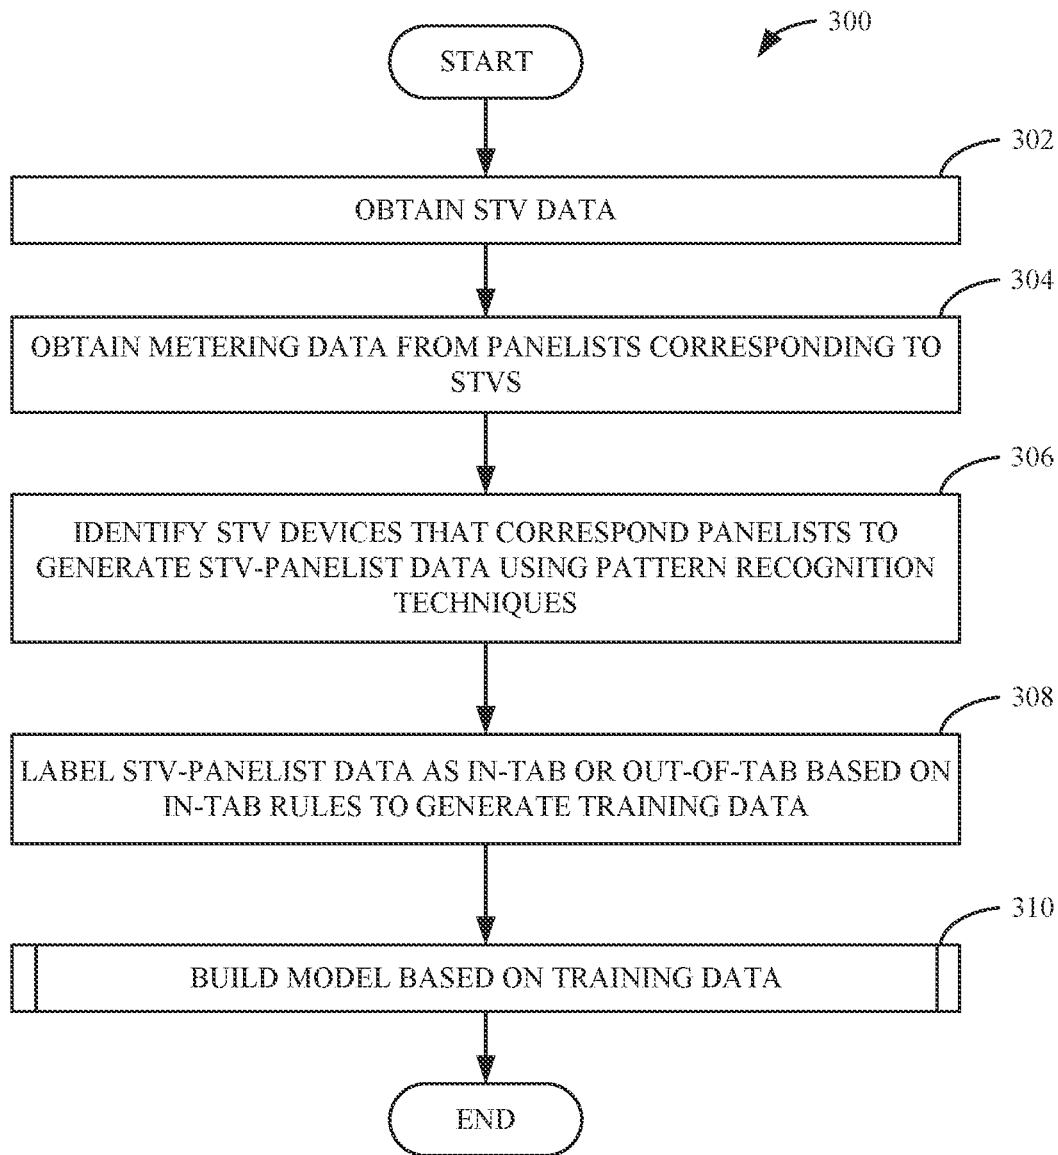 300
START
302
OBTAIN STV DATA
304
OBTAIN METERING DATA FROM PANELISTS CORRESPONDING TO
STVS
306
IDENTIFY STV DEVICES THAT CORRESPOND PANELISTS TO
GENERATE STV-PANELIST DATA USING PATTERN RECOGNITION
TECHNIQUES
308
LABEL STV-PANELIST DATA AS IN-TAB OR OUT-OF-TAB BASED ON
IN-TAB RULES TO GENERATE TRAINING DATA
310
BUILD MODEL BASED ON TRAINING DATA
END